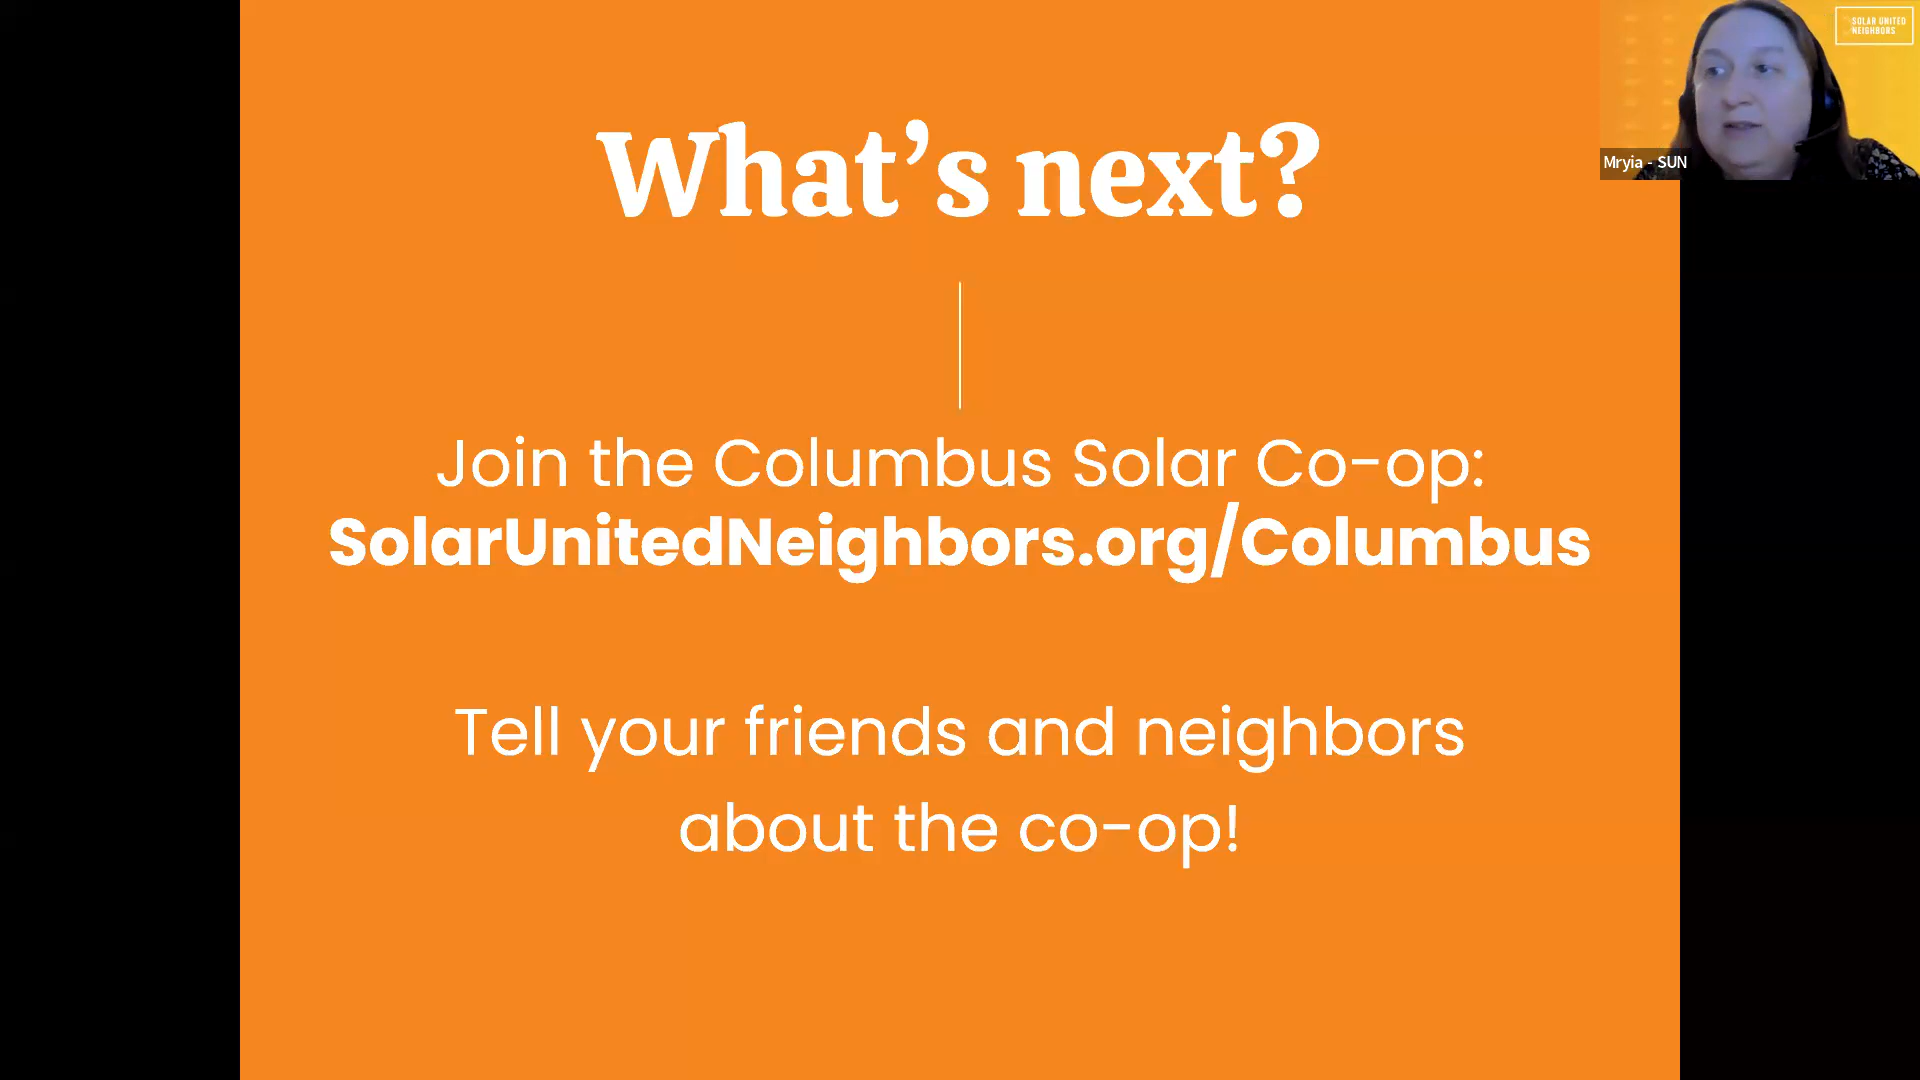 What’s next?
Join the Columbus Solar Co-op:
SolarUnitedNeighbors.org/Columbus
Tell your friends and neighbors
about the co-op!
SOLAR UNITED
NEIGHBORS
Mryia - SUN